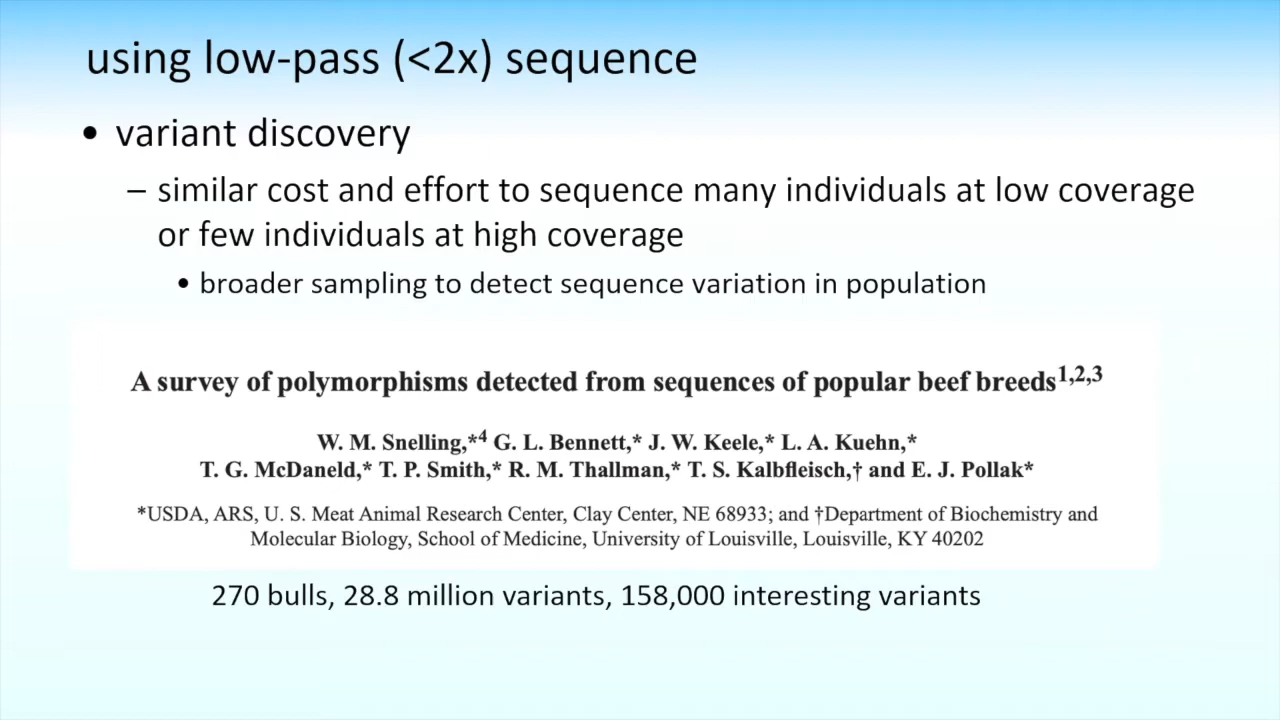 using low-pass (<2x) sequence
• variant discovery
– similar cost and effort to sequence many individuals at low coverage
or few individuals at high coverage
• broader sampling to detect sequence variation in population
A survey of polymorphisms detected from sequences of popular beef breeds1,2,3
W. M. Snelling,*4 G. L. Bennett,* J. W. Keele,* L. A. Kuehn,*
T. G. McDaneld,* T. P. Smith,* R. M. Thallman,* T. S. Kalbfleisch,† and E. J. Pollak*
*USDA, ARS, U. S. Meat Animal Research Center, Clay Center, NE 68933; and †Department of Biochemistry and
Molecular Biology, School of Medicine, University of Louisville, Louisville, KY 40202
270 bulls, 28.8 million variants, 158,000 interesting variants